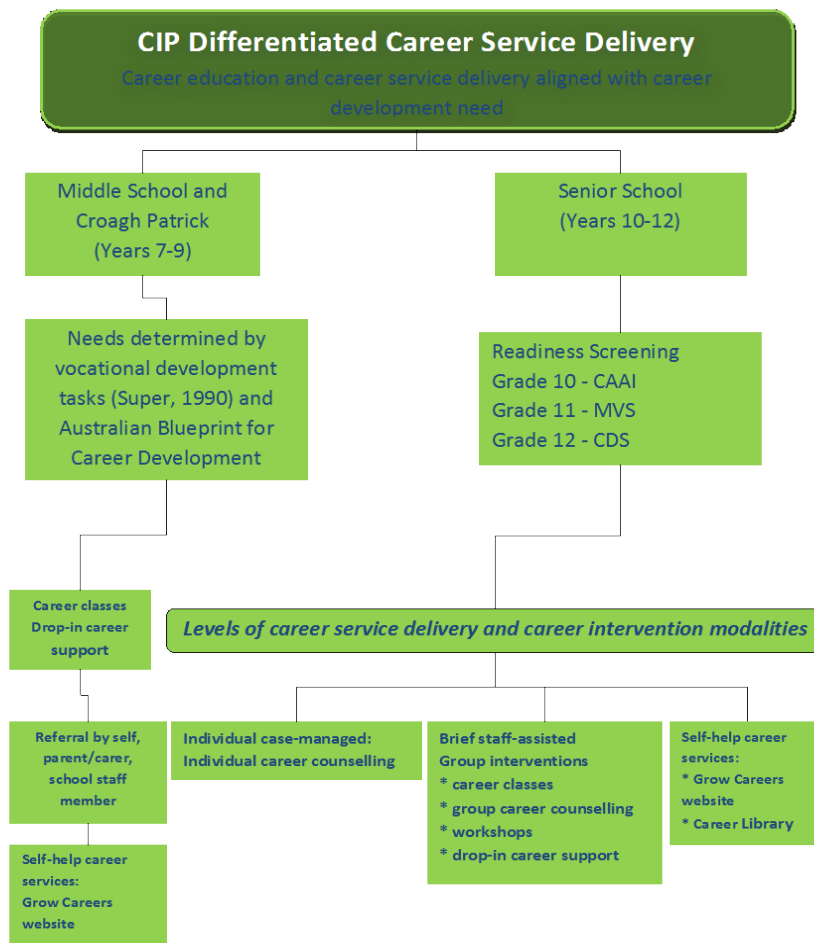 CIP Differentiated Career Service Delivery
Career education and career service delivery aligned with career
development need
Middle School and
Croagh Patrick
(Years 7-9)
Senior School
(Years 10-12)
Needs determined by
vocational development
tasks (Super, 1990) and
Australian Blueprint for
Career Development
Readiness Screening
Grade 10 - CAAI
Grade 11 - MVS
Grade 12 - CDS
Career classes
Drop-in career
support
Levels of career service delivery and career intervention modalities
Referral by self,
parent/carer,
school staff
member
Individual case-managed:
Individual career counselling
Brief staff-assisted
Group interventions
* career classes
* group career counselling
* workshops
* drop-in career support
Self-help career
services:
* Grow Careers
website
* Career Library
Self-help career
services:
Grow Careers
website